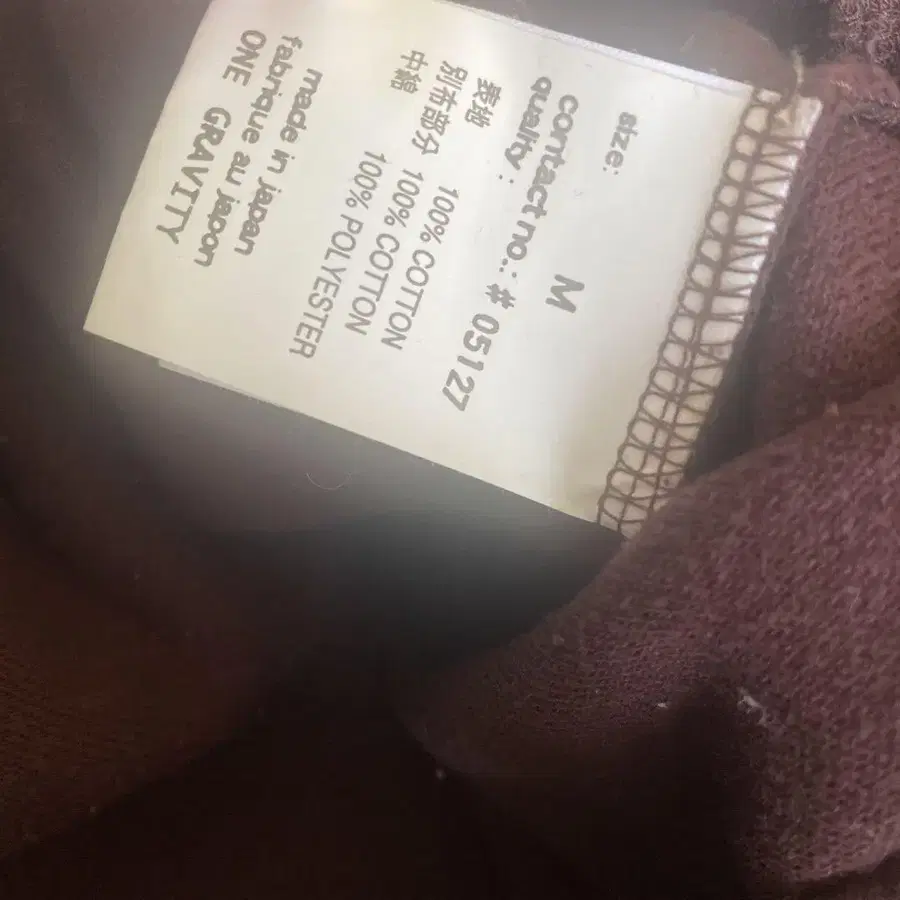 size: M
contact no.: # 05127
quality:
表地 100% COTTON
別布部分 100% COTTON
中綿 100% POLYESTER
made in japan
fabrique au japon
ONE GRAVITY